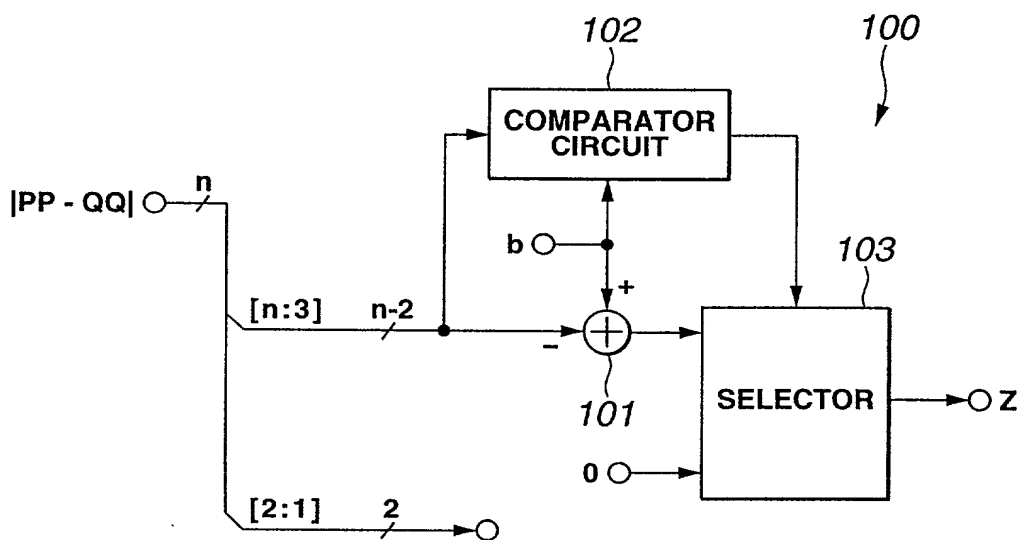 102
100
COMPARATOR
CIRCUIT
|PP - QQ|
n
b
103
+
[n:3]
n-2
-
101
SELECTOR
Z
0
[2:1]
2